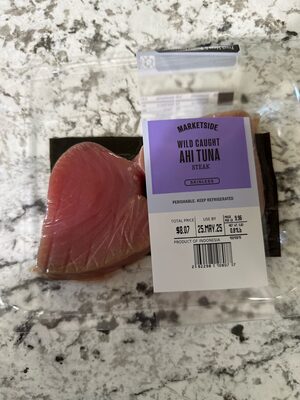 MARKETSIDE
WILD CAUGHT
AHI TUNA
STEAK
SKINLESS
PERISHABLE. KEEP REFRIGERATED
TOTAL PRICE
USE BY
$8.07
25.MAY.25
PRODUCT OF INDONESIA